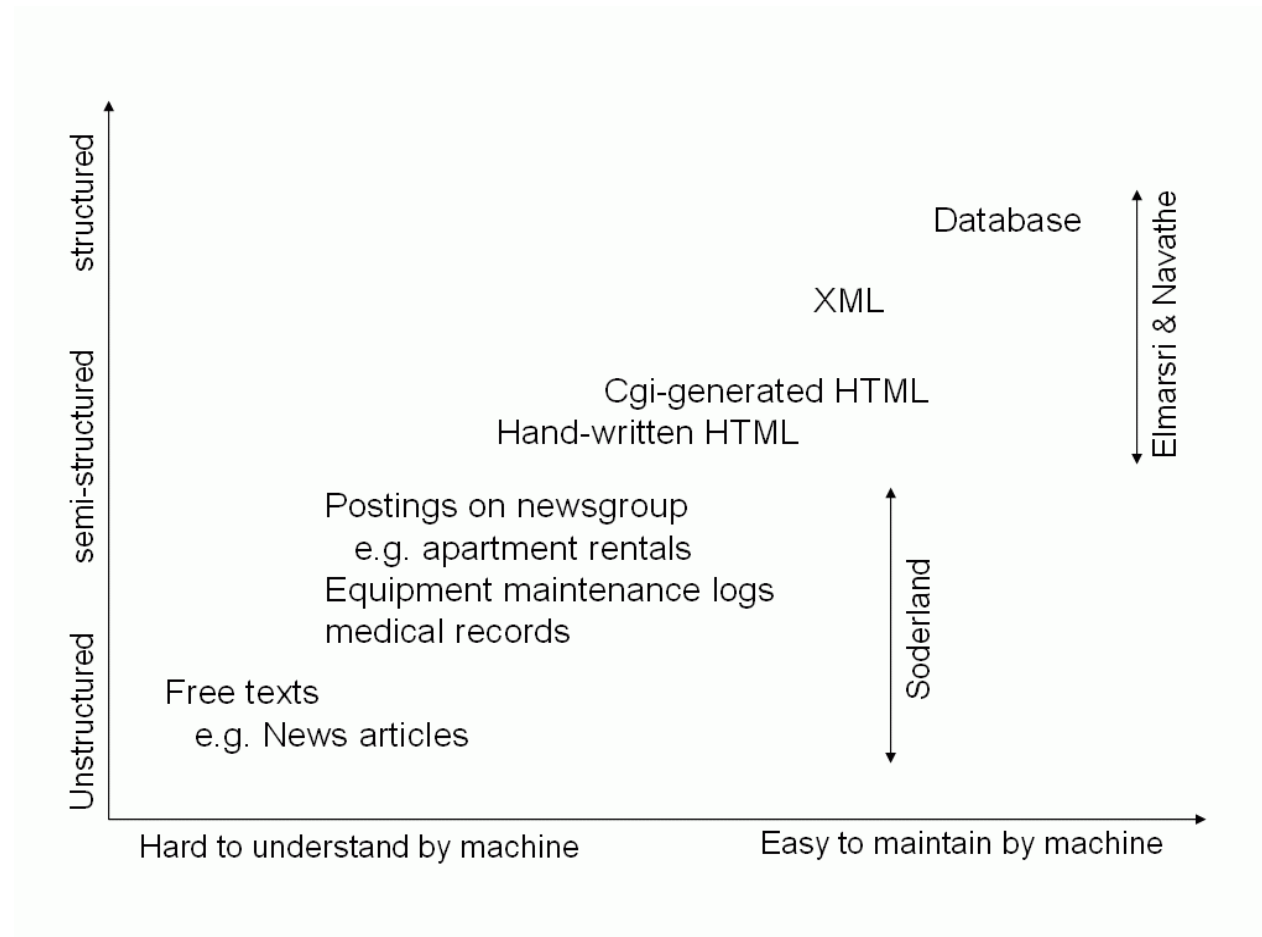 structured
semi-structured
Unstructured
Database
XML
Cgi-generated HTML
Hand-written HTML
Postings on newsgroup
e.g. apartment rentals
Equipment maintenance logs
medical records
Free texts
e.g. News articles
Elmarsri & Navathe
Soderland
Hard to understand by machine
Easy to maintain by machine